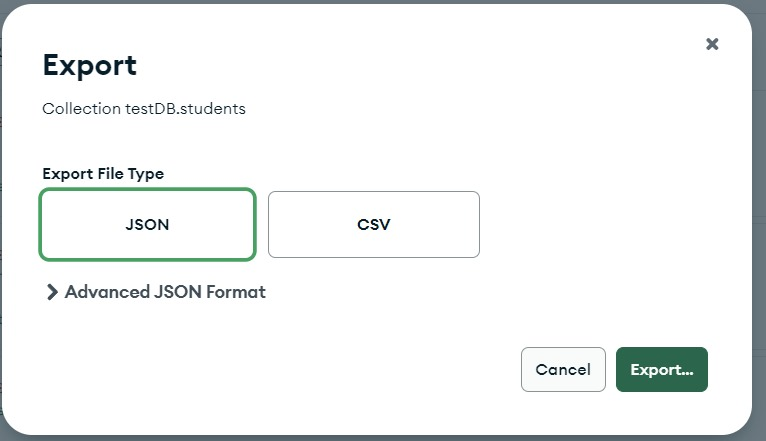 Export
Collection testDB.students
Export File Type
JSON
CSV
Advanced JSON Format
Cancel
Export...